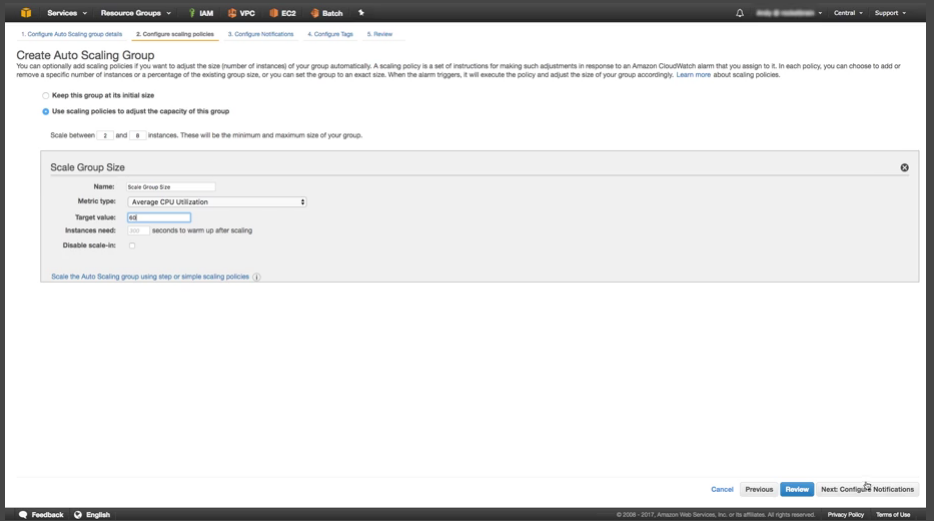 Services Resource Groups IAM VPC EC2 Batch Central Support
1. Configure Auto Scaling group details 2. Configure scaling policies 3. Configure Notifications 4. Configure Tags 5. Review
Create Auto Scaling Group
You can optionally add scaling policies if you want to adjust the size (number of instances) of your group automatically. A scaling policy is a set of instructions for making such adjustments in response to an Amazon CloudWatch alarm that you assign to it. In each policy, you can choose to add or
remove a specific number of instances or a percentage of the existing group size, or you can set the group to an exact size. When the alarm triggers, it will execute the policy and adjust the size of your group accordingly. Learn more about scaling policies.
Keep this group at its initial size
Use scaling policies to adjust the capacity of this group
Scale between 2 and 8 instances. These will be the minimum and maximum size of your group.
Scale Group Size
Name: Scale Group Size
Metric type: Average CPU Utilization
Target value: 60
Instances need: seconds to warm up after scaling
Disable scale-in:
Scale the Auto Scaling group using step or simple scaling policies
Cancel Previous Review Next: Configure Notifications
Feedback English © 2008 - 2017, Amazon Web Services, Inc. or its affiliates. All rights reserved. Privacy Policy Terms of Use